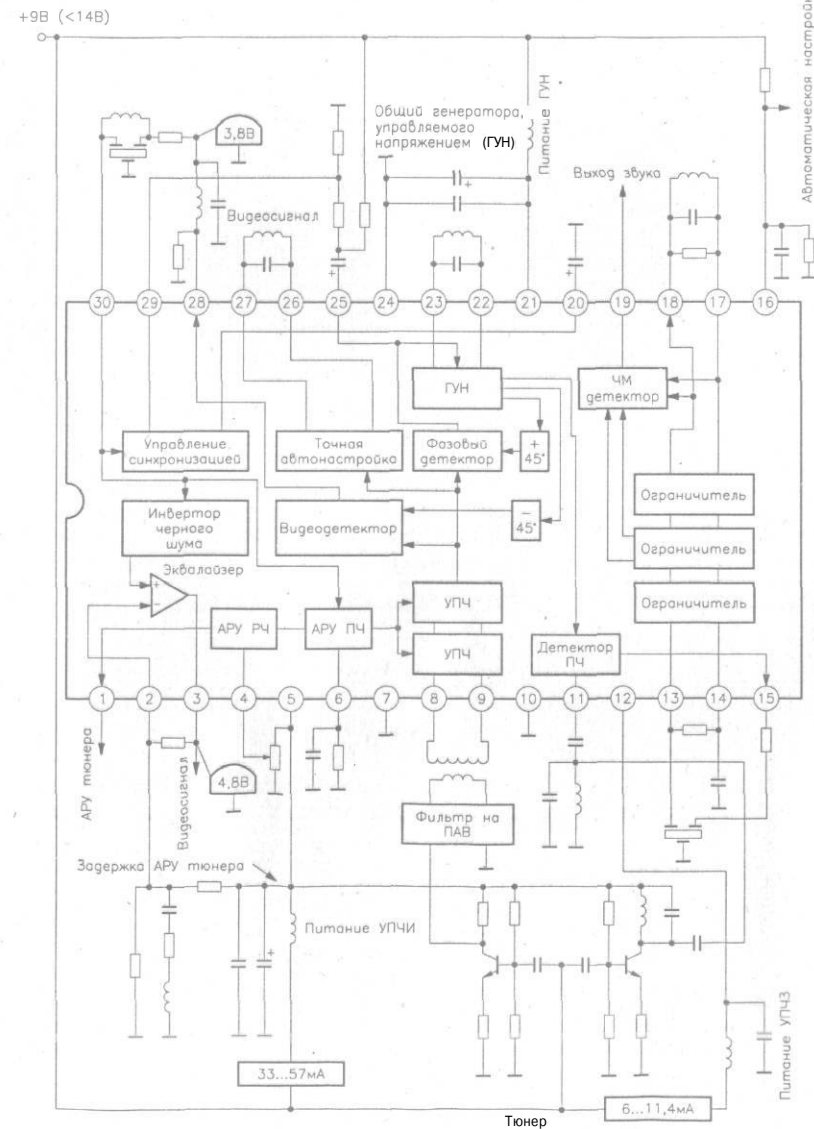 +9В (<14В)
3,8В
Общий генератора,
управляемого
напряжением (ГУН)
Питание ГУН
Выход звука
Автоматическая настройк
Видеосигнал
30
29
28
27
26
25
24
23
22
21
20
19
18
17
16
ГУН
ЧМ
детектор
Управление
синхронизацией
Точная
автонастройка
Фазовый
детектор
+
45°
Инвертор
черного
шума
Видеодетектор
−
45°
Ограничитель
Ограничитель
Ограничитель
Эквалайзер
+
−
АРУ РЧ
АРУ ПЧ
УПЧ
УПЧ
Детектор
ПЧ
1
2
3
4
5
6
7
8
9
10
11
12
13
14
15
АРУ тюнера
Видеосигнал
4,8В
Фильтр на
ПАВ
Задержка АРУ тюнера
+
Питание УПЧИ
Питание УПЧЗ
33...57мА
6...11,4мА
Тюнер